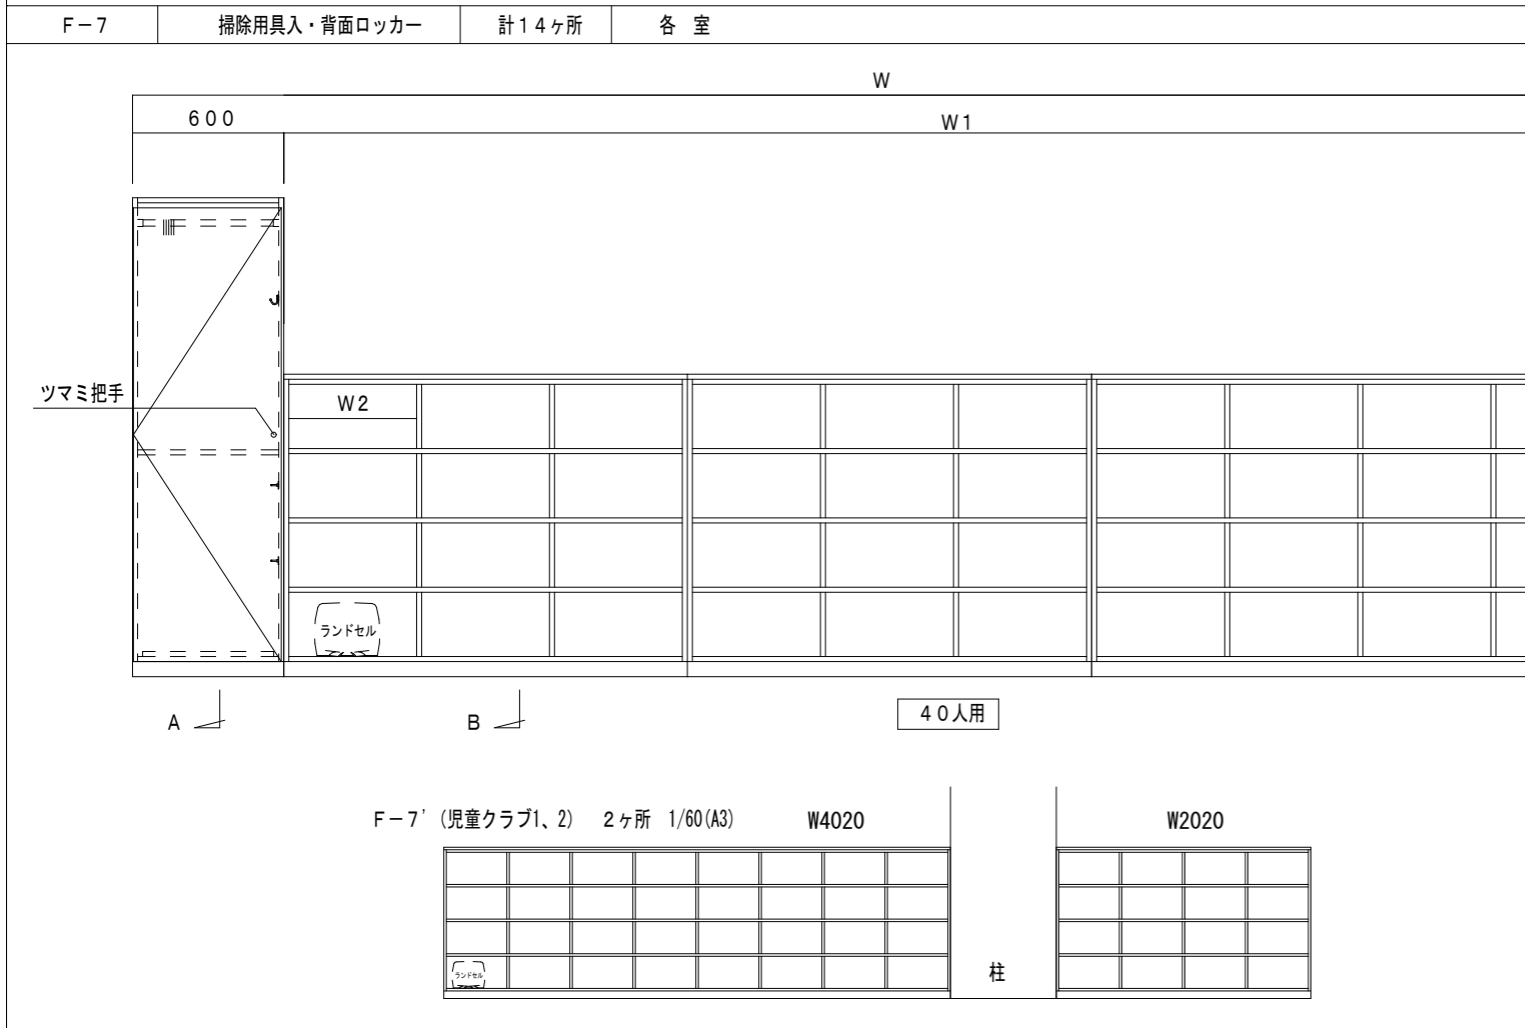 F-7 掃除用具入・背面ロッカー 計14ヶ所 各 室
W
600 W1
ツマミ把手
W2
ランドセル
A B 40人用
F-7' (児童クラブ1、2) 2ヶ所 1/60(A3) W4020 W2020
ランドセル
柱